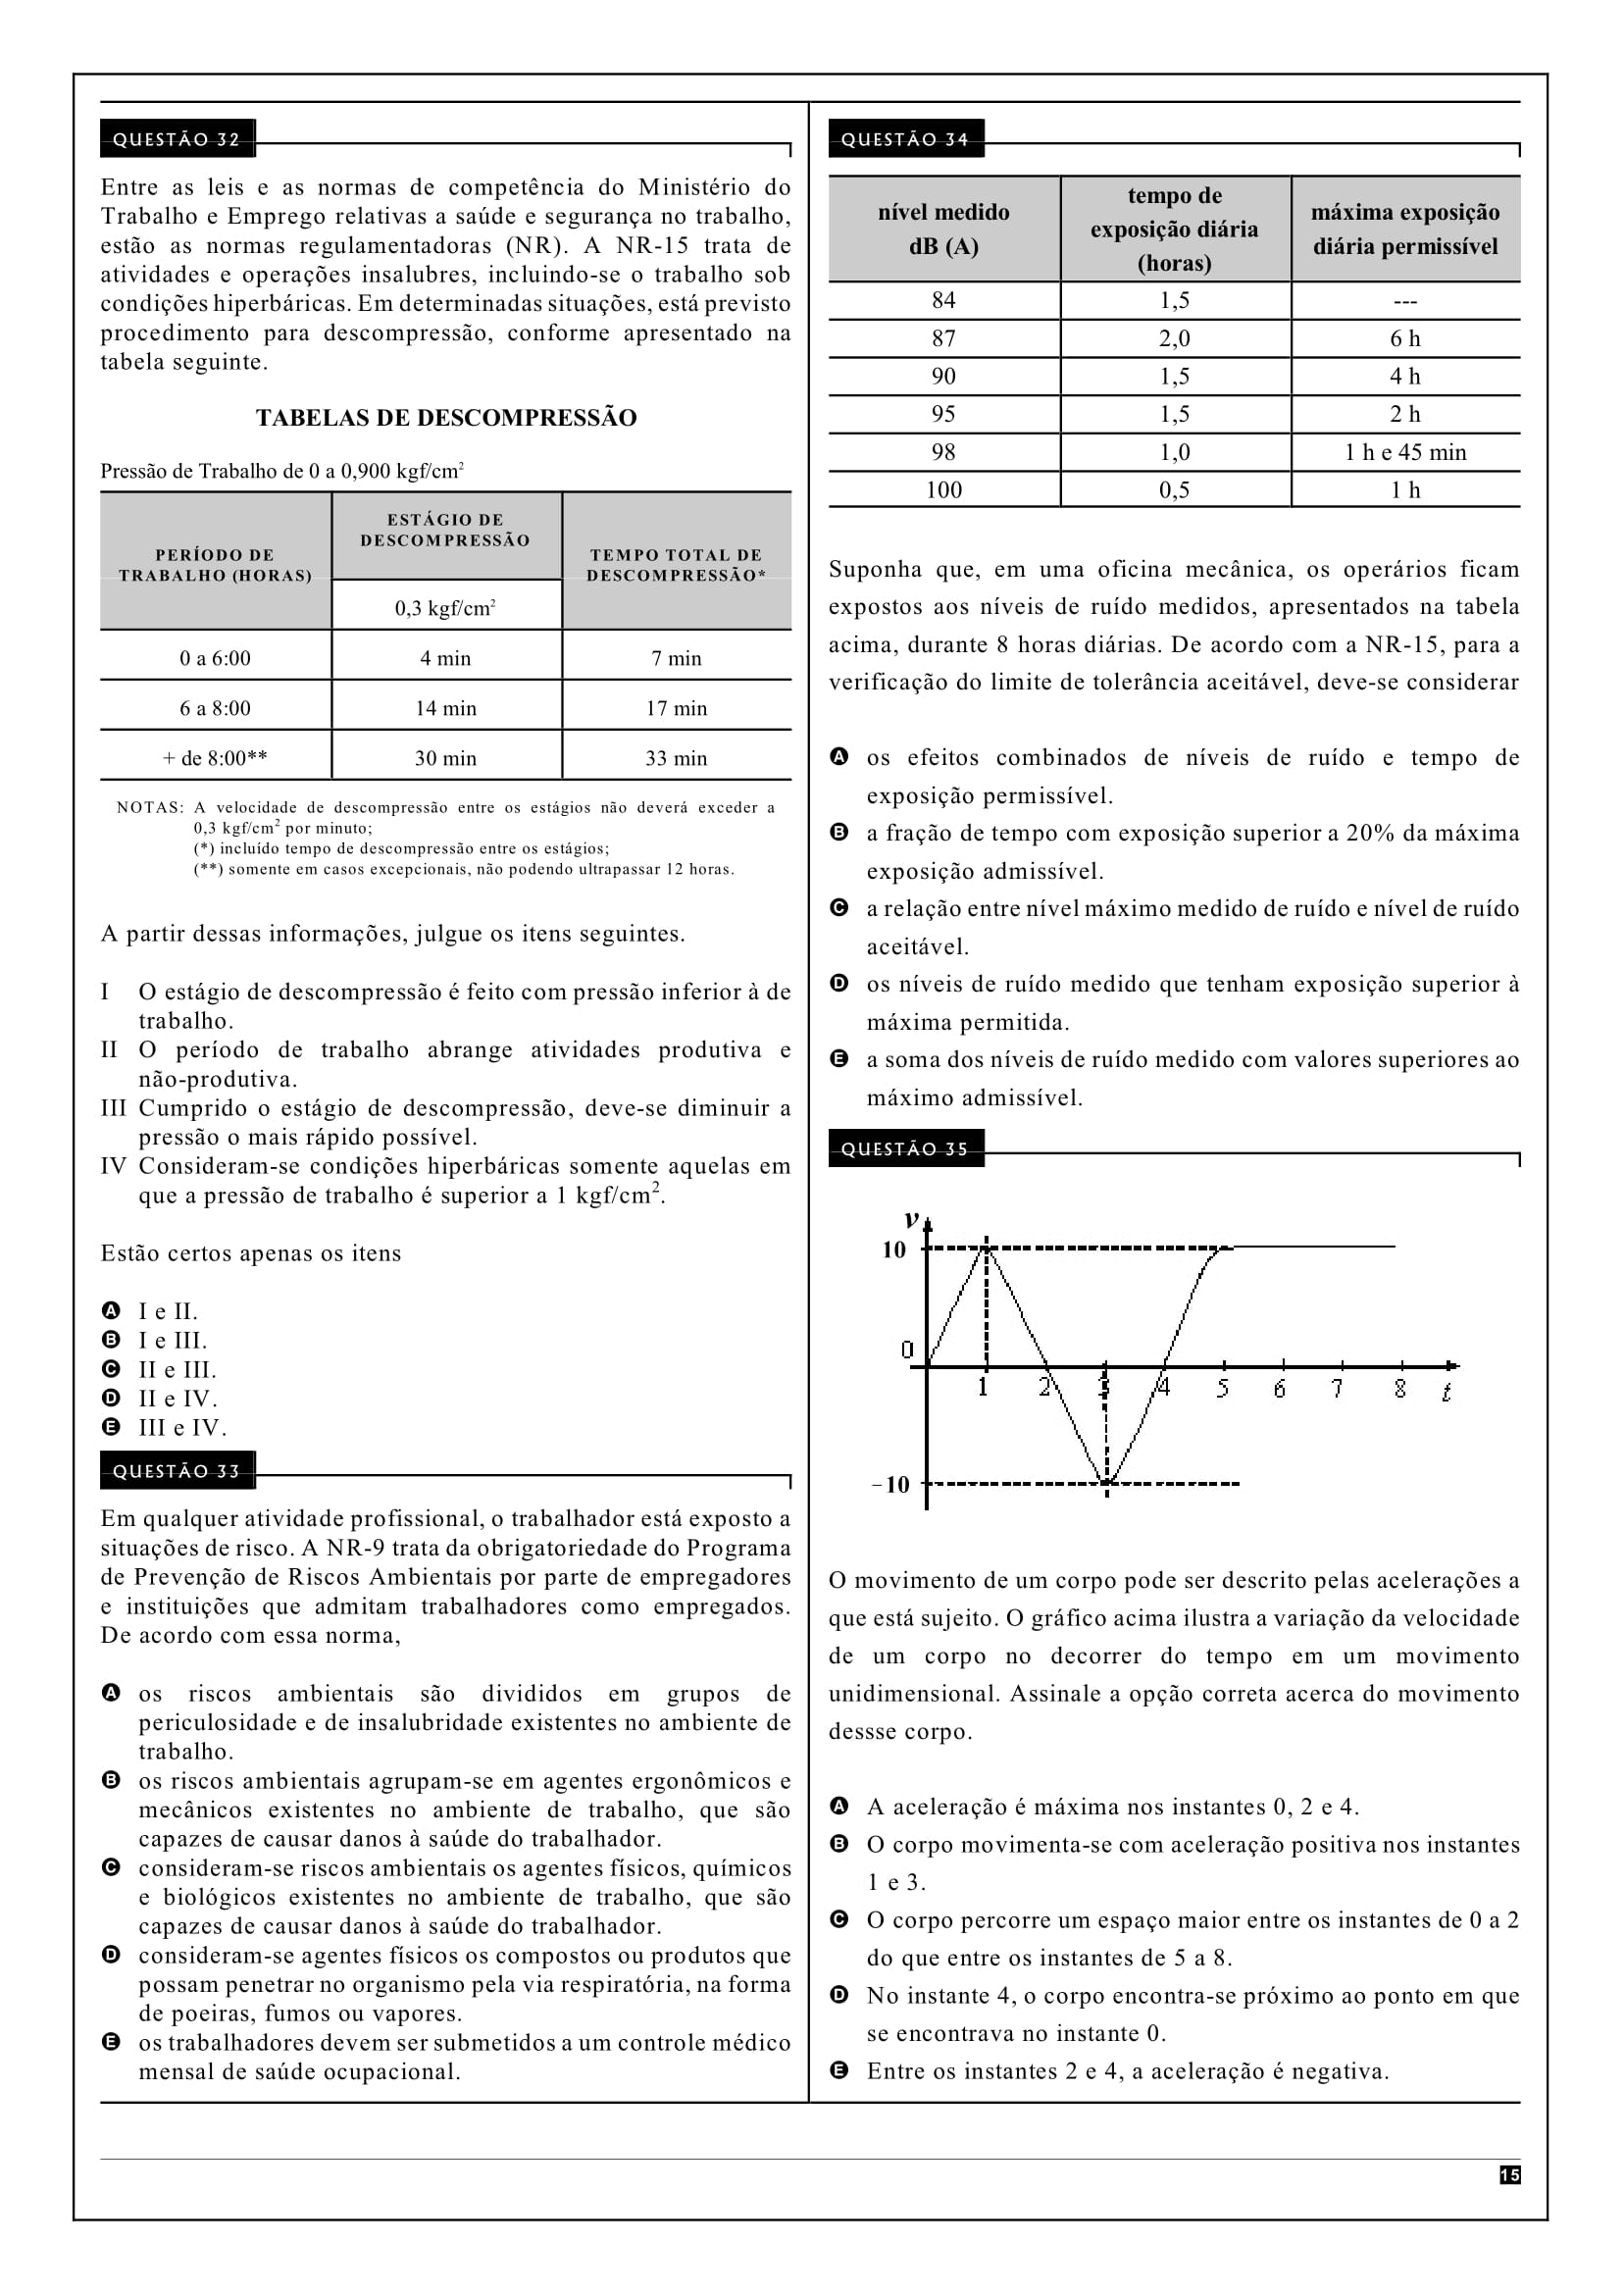 QUESTÃO 32
Entre as leis e as normas de competência do Ministério do
Trabalho e Emprego relativas a saúde e segurança no trabalho,
estão as normas regulamentadoras (NR). A NR-15 trata de
atividades e operações insalubres, incluindo-se o trabalho sob
condições hiperbáricas. Em determinadas situações, está previsto
procedimento para descompressão, conforme apresentado na
tabela seguinte.
TABELAS DE DESCOMPRESSÃO
Pressão de Trabalho de 0 a 0,900 kgf/cm²
PERÍODO DE
TRABALHO (HORAS)
ESTÁGIO DE
DESCOMPRESSÃO
0,3 kgf/cm²
TEMPO TOTAL DE
DESCOMPRESSÃO*
0 a 6:00 4 min 7 min
6 a 8:00 14 min 17 min
+ de 8:00** 30 min 33 min
NOTAS: A velocidade de descompressão entre os estágios não deverá exceder a
0,3 kgf/cm² por minuto;
(*) incluído tempo de descompressão entre os estágios;
(**) somente em casos excepcionais, não podendo ultrapassar 12 horas.
A partir dessas informações, julgue os itens seguintes.
I O estágio de descompressão é feito com pressão inferior à de
trabalho.
II O período de trabalho abrange atividades produtiva e
não-produtiva.
III Cumprido o estágio de descompressão, deve-se diminuir a
pressão o mais rápido possível.
IV Consideram-se condições hiperbáricas somente aquelas em
que a pressão de trabalho é superior a 1 kgf/cm².
Estão certos apenas os itens
A I e II.
B I e III.
C II e III.
D II e IV.
E III e IV.
QUESTÃO 33
Em qualquer atividade profissional, o trabalhador está exposto a
situações de risco. A NR-9 trata da obrigatoriedade do Programa
de Prevenção de Riscos Ambientais por parte de empregadores
e instituições que admitam trabalhadores como empregados.
De acordo com essa norma,
A os riscos ambientais são divididos em grupos de
periculosidade e de insalubridade existentes no ambiente de
trabalho.
B os riscos ambientais agrupam-se em agentes ergonômicos e
mecânicos existentes no ambiente de trabalho, que são
capazes de causar danos à saúde do trabalhador.
C consideram-se riscos ambientais os agentes físicos, químicos
e biológicos existentes no ambiente de trabalho, que são
capazes de causar danos à saúde do trabalhador.
D consideram-se agentes físicos os compostos ou produtos que
possam penetrar no organismo pela via respiratória, na forma
de poeiras, fumos ou vapores.
E os trabalhadores devem ser submetidos a um controle médico
mensal de saúde ocupacional.
QUESTÃO 34
nível medido
dB (A)
tempo de
exposição diária
(horas)
máxima exposição
diária permissível
84 1,5 ---
87 2,0 6 h
90 1,5 4 h
95 1,5 2 h
98 1,0 1 h e 45 min
100 0,5 1 h
Suponha que, em uma oficina mecânica, os operários ficam
expostos aos níveis de ruído medidos, apresentados na tabela
acima, durante 8 horas diárias. De acordo com a NR-15, para a
verificação do limite de tolerância aceitável, deve-se considerar
A os efeitos combinados de níveis de ruído e tempo de
exposição permissível.
B a fração de tempo com exposição superior a 20% da máxima
exposição admissível.
C a relação entre nível máximo medido de ruído e nível de ruído
aceitável.
D os níveis de ruído medido que tenham exposição superior à
máxima permitida.
E a soma dos níveis de ruído medido com valores superiores ao
máximo admissível.
QUESTÃO 35
v
10
0
1 2 3 4 5 6 7 8 t
–10
O movimento de um corpo pode ser descrito pelas acelerações a
que está sujeito. O gráfico acima ilustra a variação da velocidade
de um corpo no decorrer do tempo em um movimento
unidimensional. Assinale a opção correta acerca do movimento
dessse corpo.
A A aceleração é máxima nos instantes 0, 2 e 4.
B O corpo movimenta-se com aceleração positiva nos instantes
1 e 3.
C O corpo percorre um espaço maior entre os instantes de 0 a 2
do que entre os instantes de 5 a 8.
D No instante 4, o corpo encontra-se próximo ao ponto em que
se encontrava no instante 0.
E Entre os instantes 2 e 4, a aceleração é negativa.
15